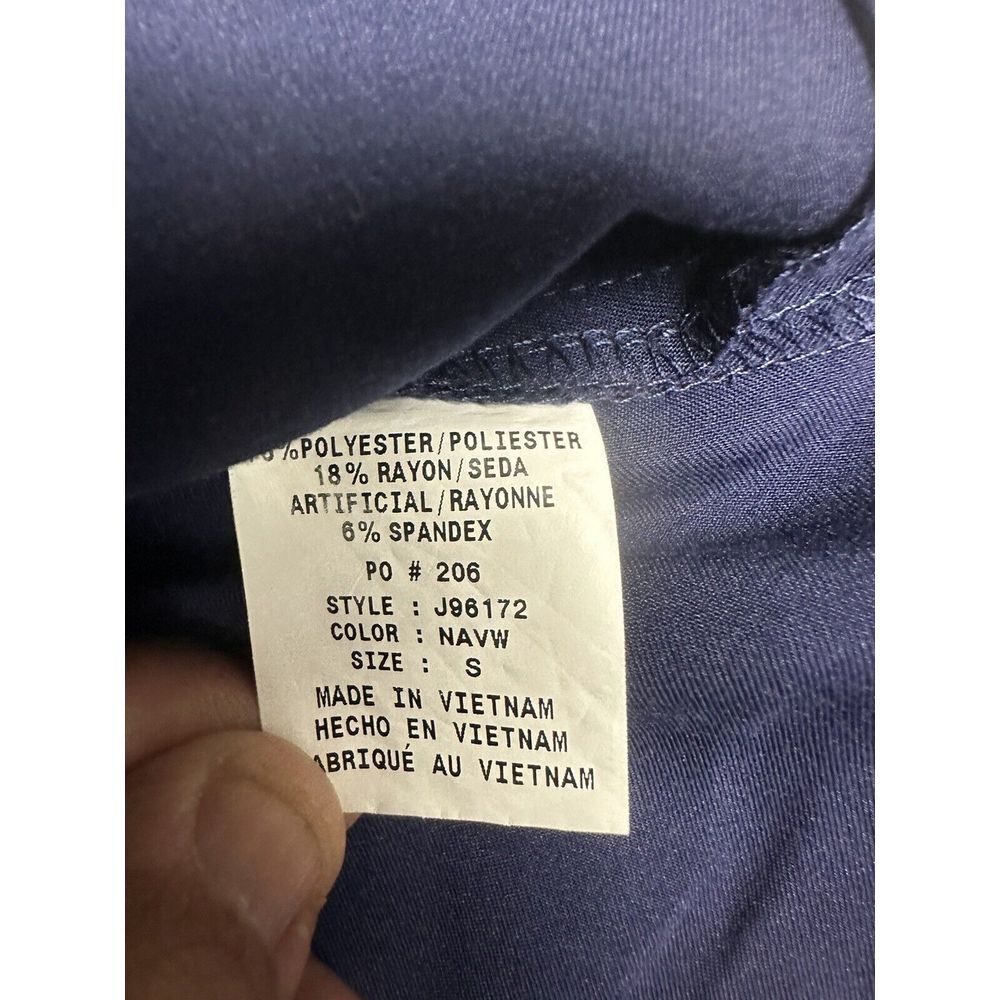 %POLYESTER/POLIESTER
18% RAYON/SEDA
ARTIFICIAL/RAYONNE
6% SPANDEX
PO # 206
STYLE : J96172
COLOR : NAVW
SIZE : S
MADE IN VIETNAM
HECHO EN VIETNAM
ABRIQUÉ AU VIETNAM